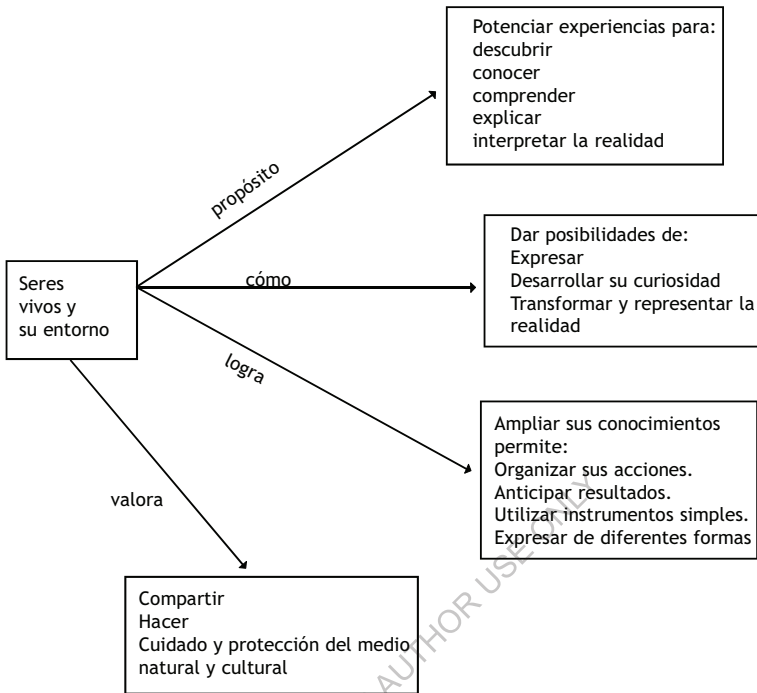 Potenciar experiencias para:
descubrir
conocer
comprender
explicar
interpretar la realidad
propósito
Dar posibilidades de:
Expresar
Desarrollar su curiosidad
Transformar y representar la
realidad
cómo
Seres
vivos y
su entorno
logra
Ampliar sus conocimientos
permite:
Organizar sus acciones.
Anticipar resultados.
Utilizar instrumentos simples.
Expresar de diferentes formas
valora
Compartir
Hacer
Cuidado y protección del medio
natural y cultural
AUTHOR USE ONLY